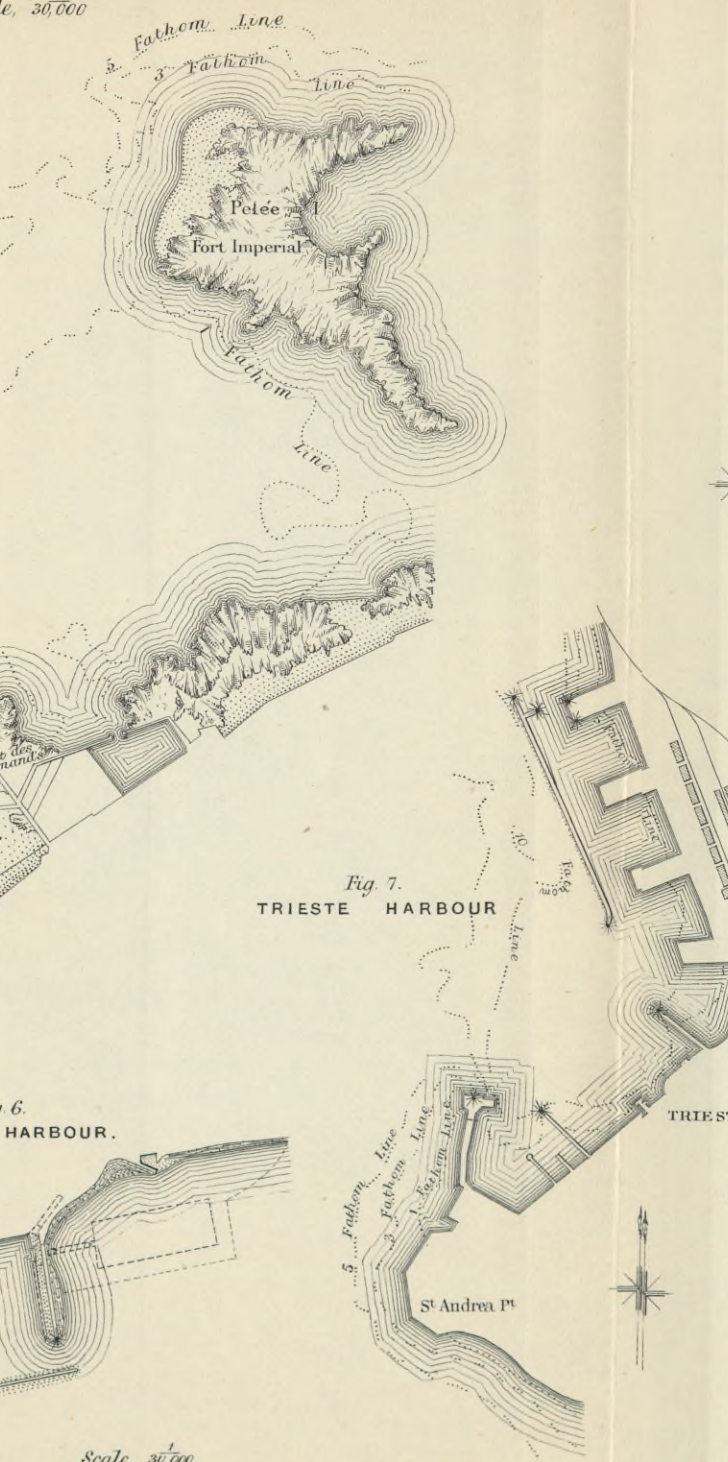 30,000
5 Fathom Line
3 Fathom Line
Pelée I
Fort Imperial
1 Fathom Line
des
Fig. 7.
TRIESTE HARBOUR
Line
10 Fathom
Line
5 Fathom Line
3 Fathom Line
1 Fathom Line
6.
HARBOUR.
TRIES
St Andrea Pt
Scale 1/30,000